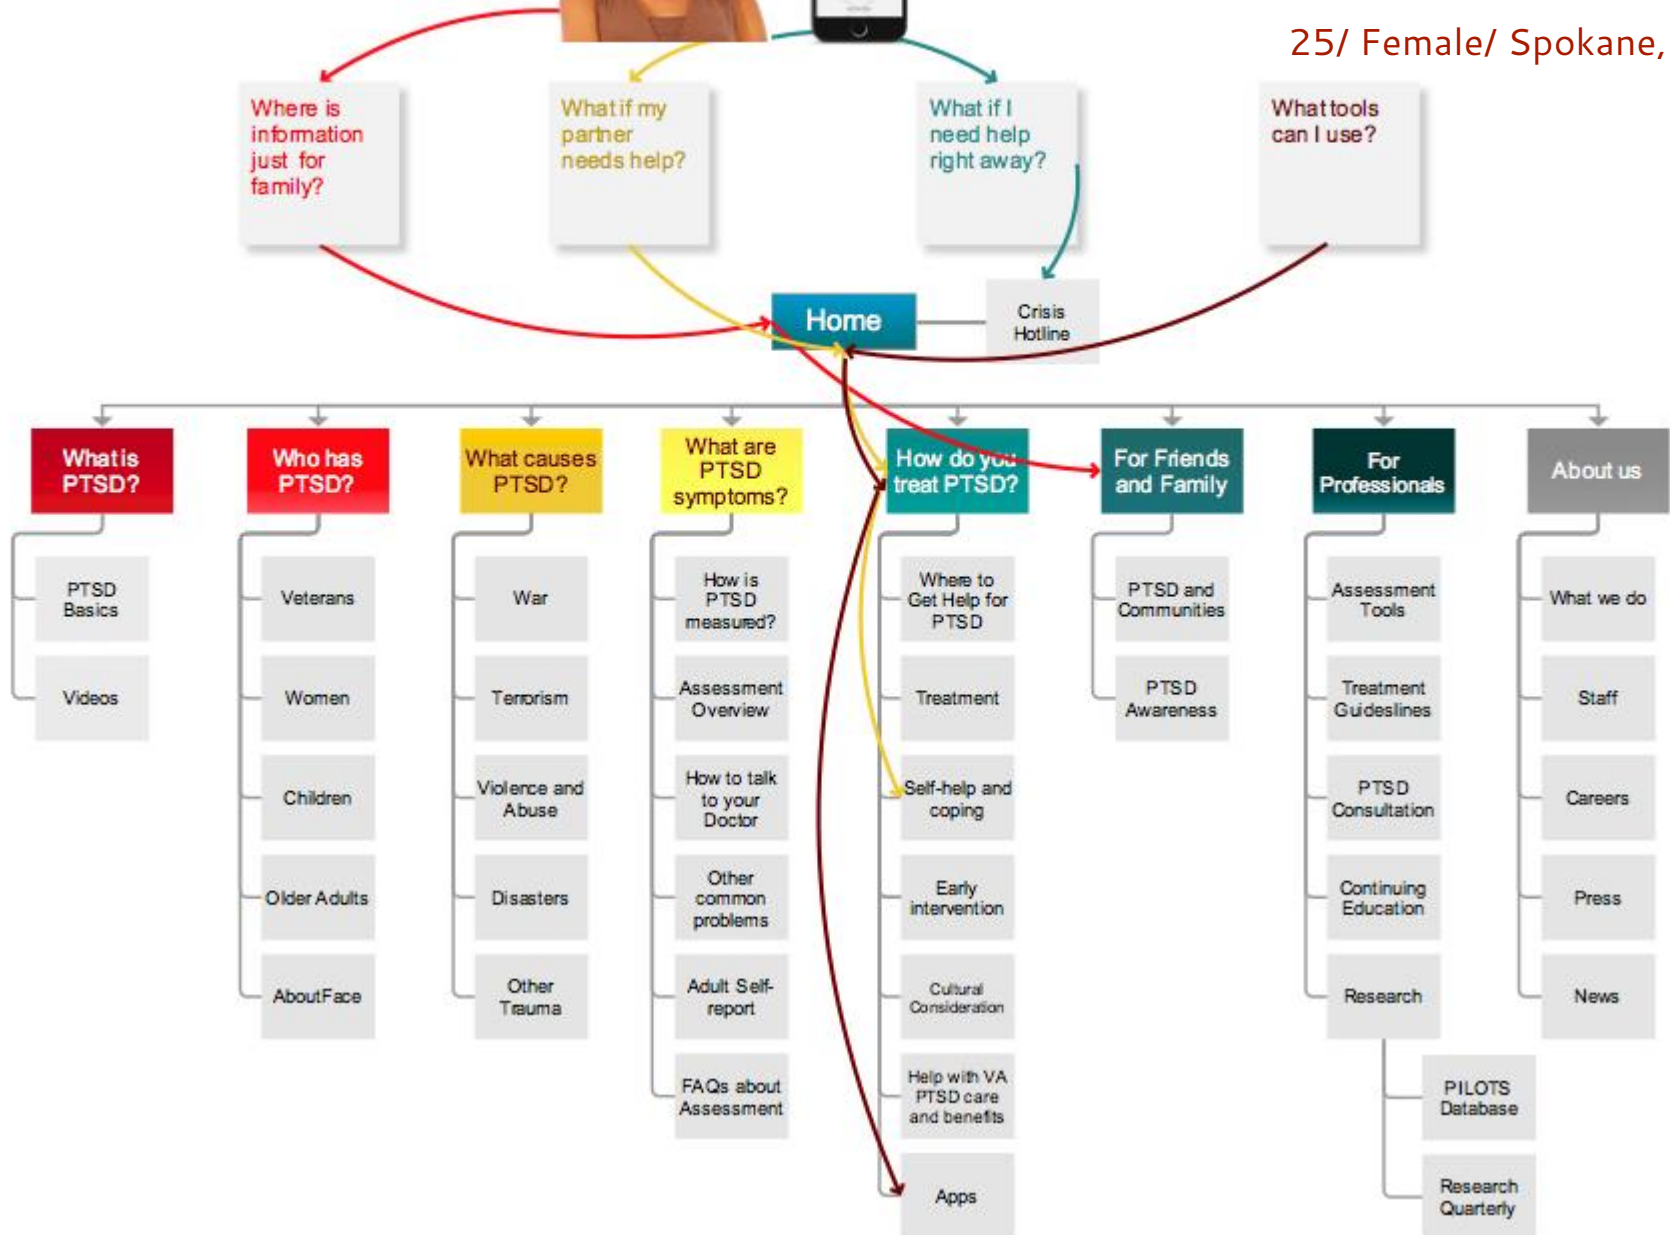 25/ Female/ Spokane,
Where is
information
just for
family?
What if my
partner
needs help?
What if I
need help
right away?
What tools
can I use?
Home
Crisis
Hotline
What is
PTSD?
Who has
PTSD?
What causes
PTSD?
What are
PTSD
symptoms?
How do you
treat PTSD?
For Friends
and Family
For
Professionals
About us
PTSD
Basics
Videos
Veterans
Women
Children
Older Adults
AboutFace
War
Terrorism
Violence and
Abuse
Disasters
Other
Trauma
How is
PTSD
measured?
Assessment
Overview
How to talk
to your
Doctor
Other
common
problems
Adult Self-
report
FAQs about
Assessment
Where to
Get Help for
PTSD
Treatment
Self-help and
coping
Early
intervention
Cultural
Consideration
Help with VA
PTSD care
and benefits
Apps
PTSD and
Communities
PTSD
Awareness
Assessment
Tools
Treatment
Guideslines
PTSD
Consultation
Continuing
Education
Research
PILOTS
Database
Research
Quarterly
What we do
Staff
Careers
Press
News